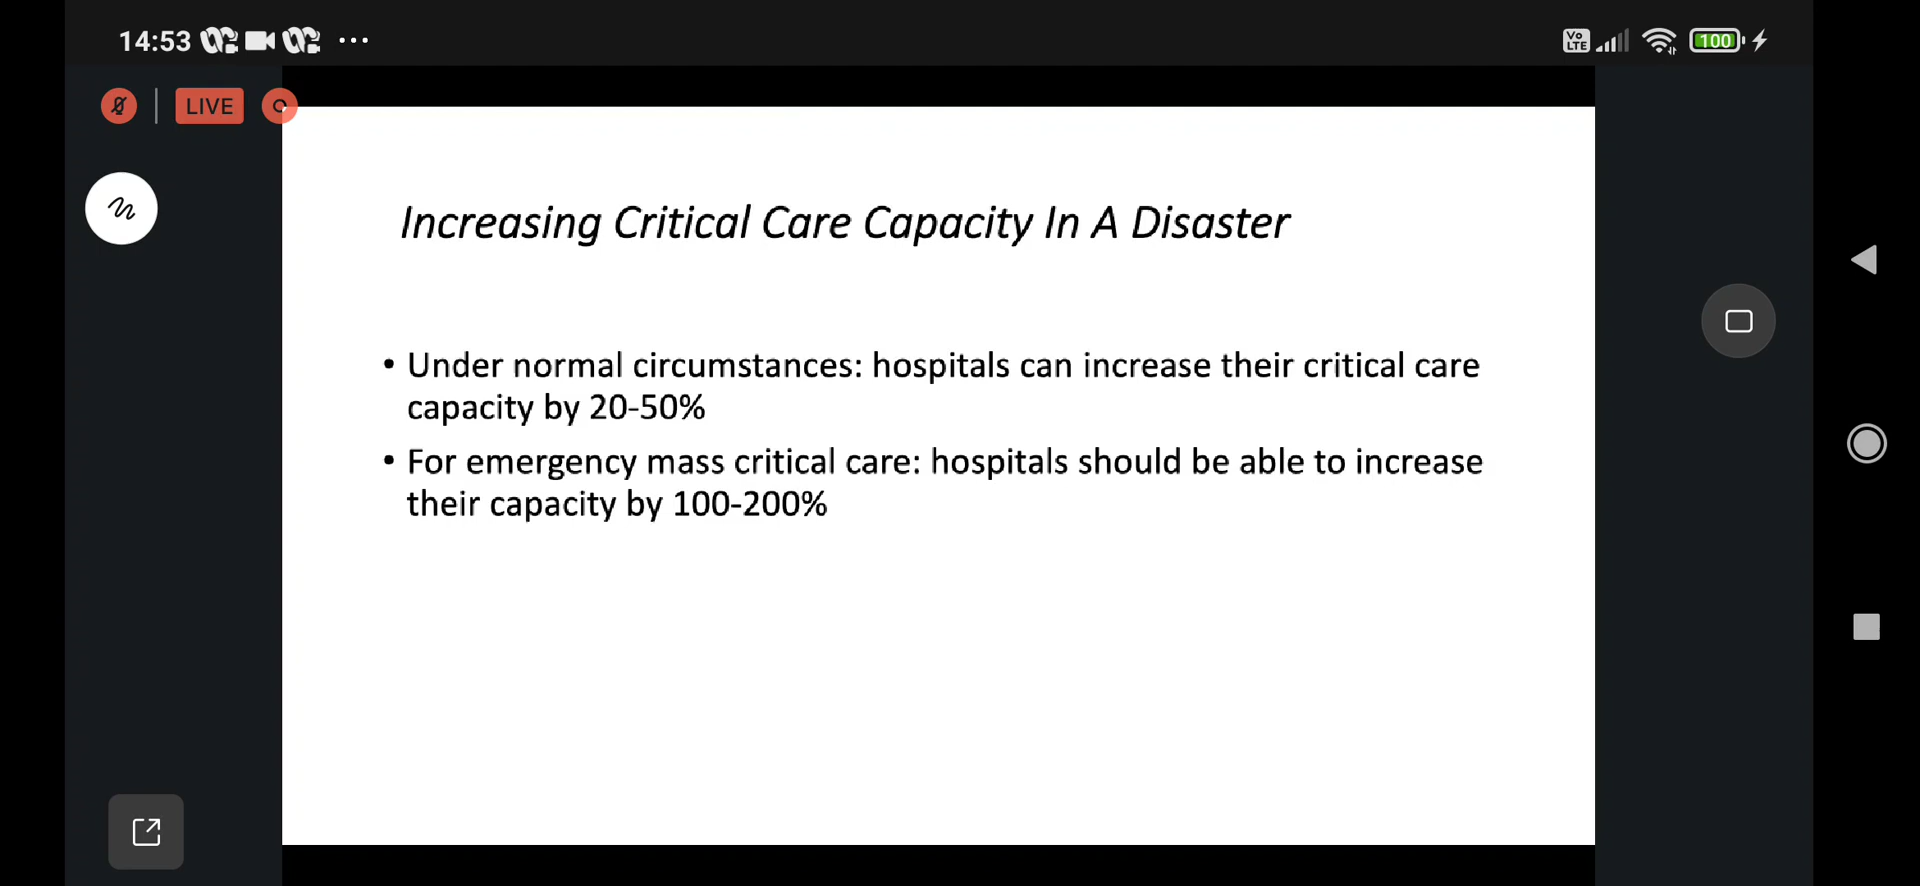 14:53
Vo LTE
100
LIVE
Increasing Critical Care Capacity In A Disaster
• Under normal circumstances: hospitals can increase their critical care
capacity by 20-50%
• For emergency mass critical care: hospitals should be able to increase
their capacity by 100-200%